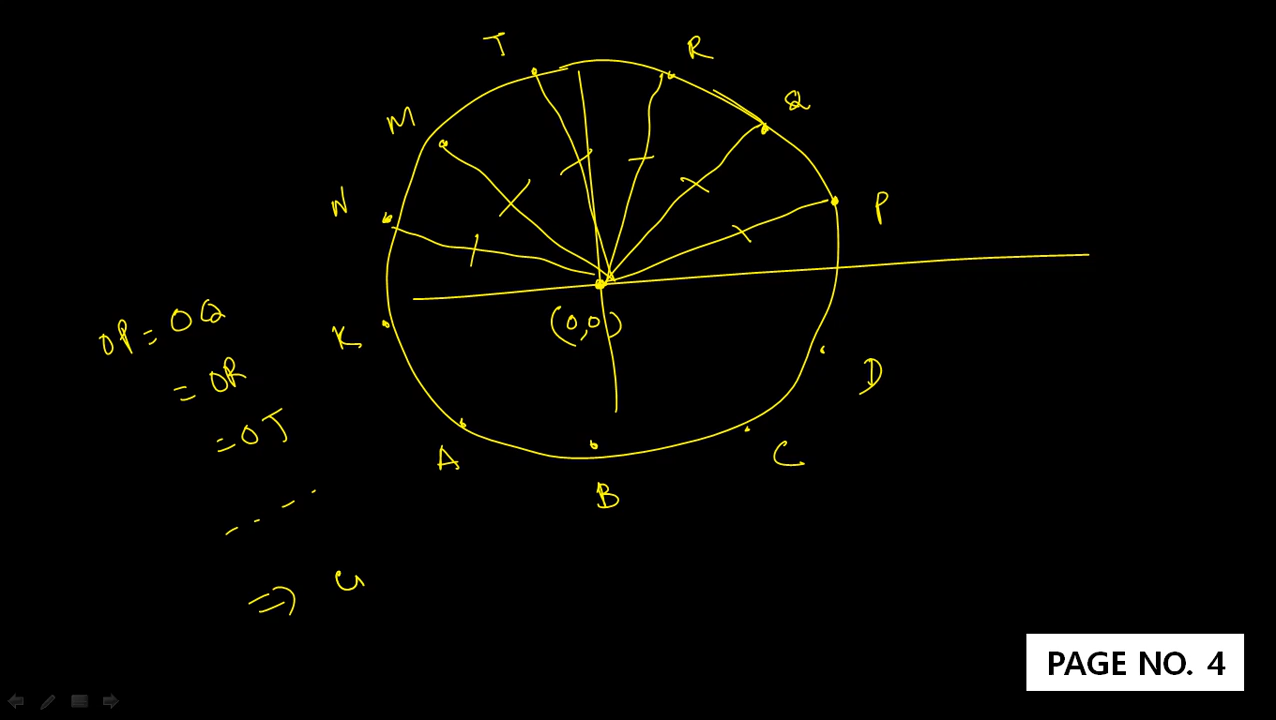 T
R
Q
M
P
N
(0,0)
K
OP = OQ
= OR
= OT
D
A
C
B
....
⇒
PAGE NO. 4